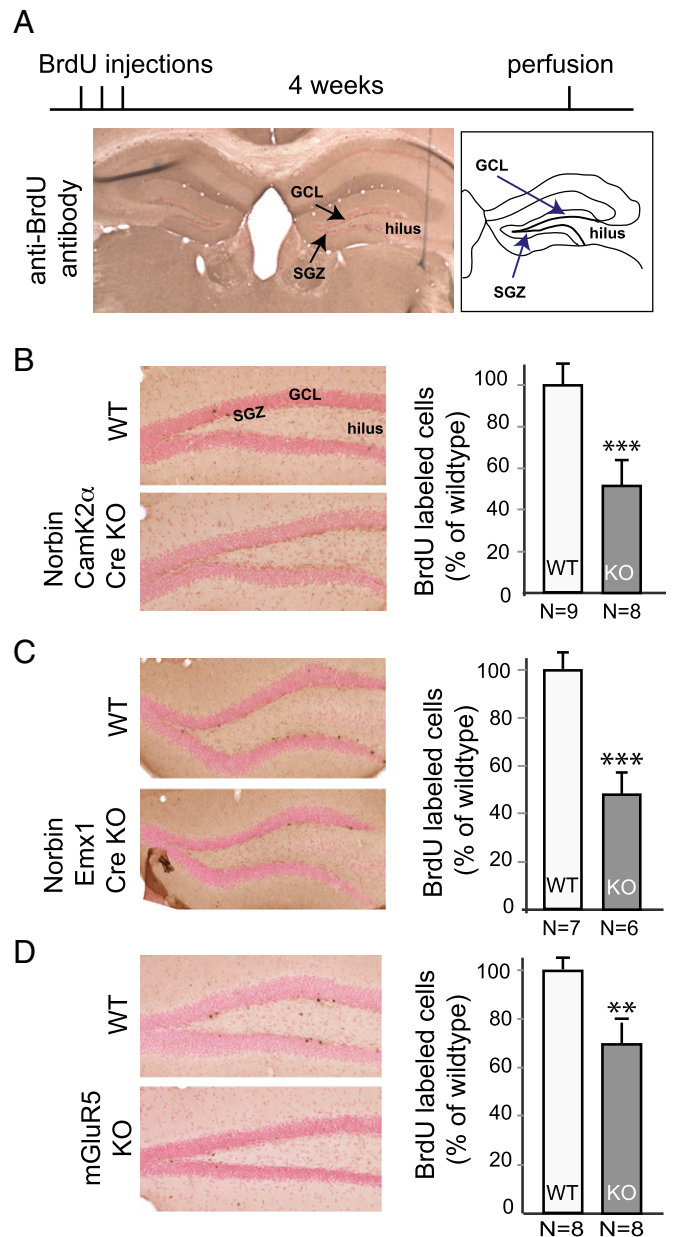 A
BrdU injections
4 weeks
perfusion
anti-BrdU
antibody
GCL
hilus
SGZ
GCL
hilus
SGZ
B
WT
GCL
SGZ
hilus
Norbin
CamK2α
Cre KO
BrdU labeled cells
(% of wildtype)
100
80
60
40
20
0
***
WT
KO
N=9
N=8
C
WT
Norbin
Emx1
Cre KO
BrdU labeled cells
(% of wildtype)
100
80
60
40
20
0
***
WT
KO
N=7
N=6
D
WT
mGluR5
KO
BrdU labeled cells
(% of wildtype)
100
80
60
40
20
0
**
WT
KO
N=8
N=8